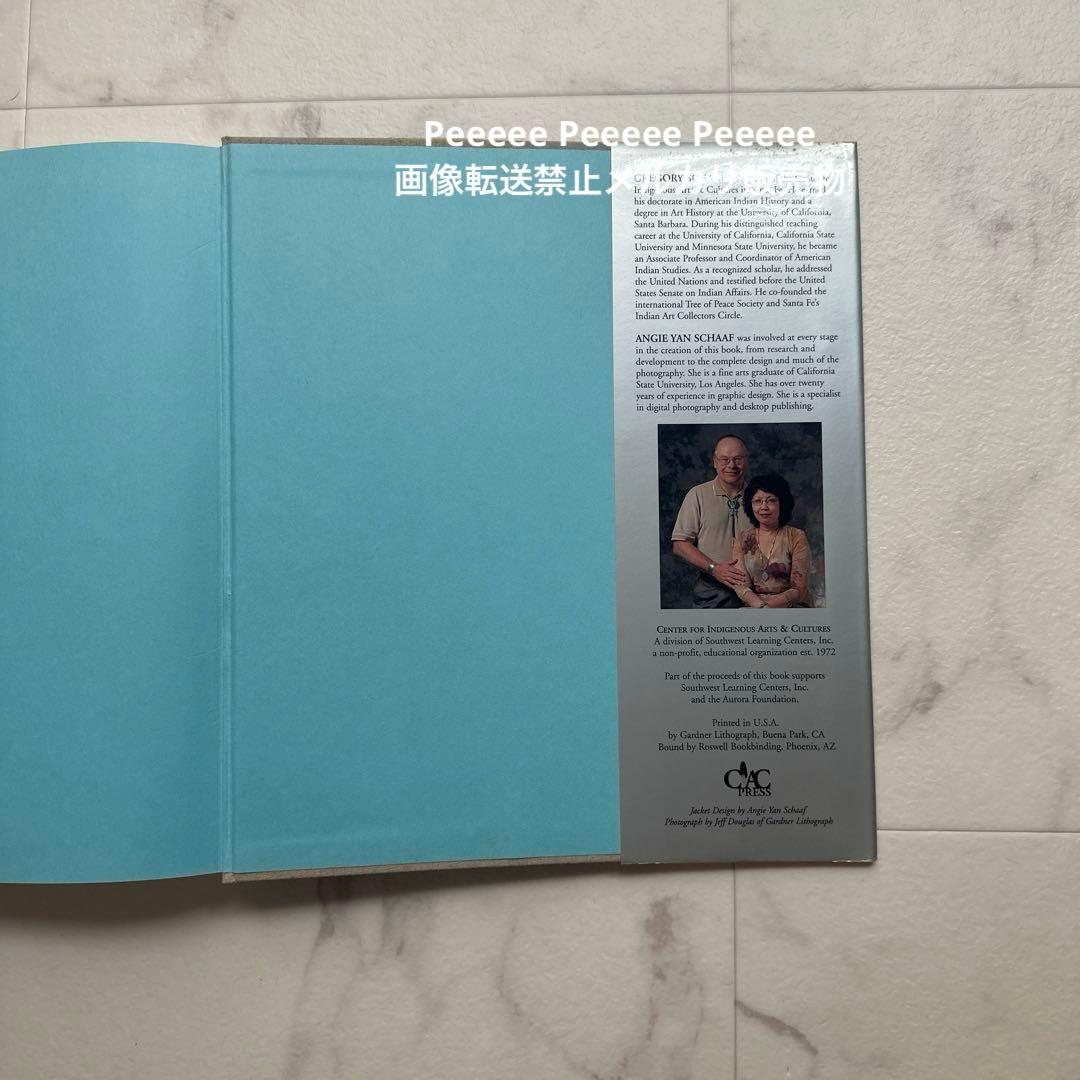 Peeeee Peeeee Peeeee
画像転送禁止メ
GREGORY
his doctorate in American Indian History and a
degree in Art History at the University of California,
Santa Barbara. During his distinguished teaching
career at the University of California, California State
University and Minnesota State University, he became
an Associate Professor and Coordinator of American
Indian Studies. As a recognized scholar, he addressed
the United Nations and testified before the United
States Senate on Indian Affairs. He co-founded the
international Tree of Peace Society and Santa Fe's
Indian Art Collectors Circle.
ANGIE YAN SCHAAF was involved at every stage
in the creation of this book, from research and
development to the complete design and much of the
photography. She is a fine arts graduate of California
State University, Los Angeles. She has over twenty
years of experience in graphic design. She is a specialist
in digital photography and desktop publishing.
CENTER FOR INDIGENOUS ARTS & CULTURES
A division of Southwest Learning Centers, Inc.
a non-profit, educational organization est. 1972
Part of the proceeds of this book supports
Southwest Learning Centers, Inc.
and the Aurora Foundation.
Printed in U.S.A.
by Gardner Lithograph, Buena Park, CA
Bound by Roswell Bookbinding, Phoenix, AZ
CIAC
PRESS
Jacket Design by Angie Yan Schaaf
Photograph by Jeff Douglas of Gardner Lithograph